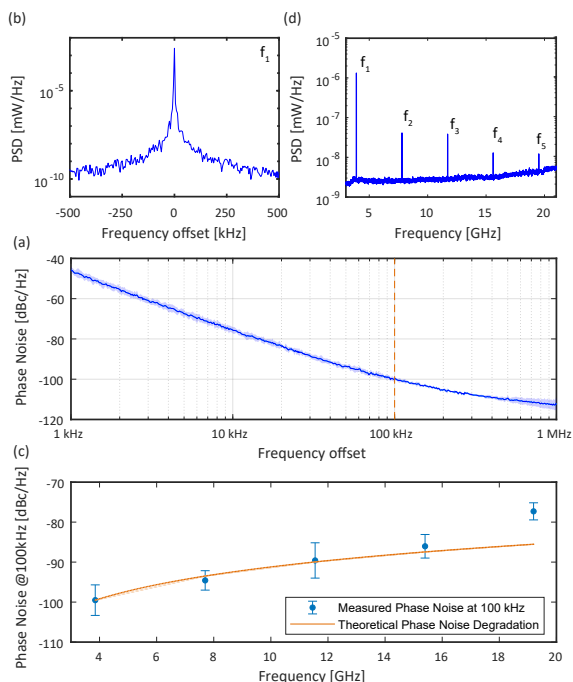 (b)
f1
PSD [mW/Hz]
10-5
10-10
-500 -250 0 250 500
Frequency offset [kHz]
(d)
PSD [mW/Hz]
10-5
10-6
10-7
10-8
10-9
f1
f2
f3
f4
f5
5 10 15 20
Frequency [GHz]
(a)
Phase Noise [dBc/Hz]
-40
-60
-80
-100
-120
1 kHz 10 kHz 100 kHz 1 MHz
Frequency offset
(c)
Phase Noise @100kHz [dBc/Hz]
-70
-80
-90
-100
-110
Measured Phase Noise at 100 kHz
Theoretical Phase Noise Degradation
4 6 8 10 12 14 16 18 20
Frequency [GHz]